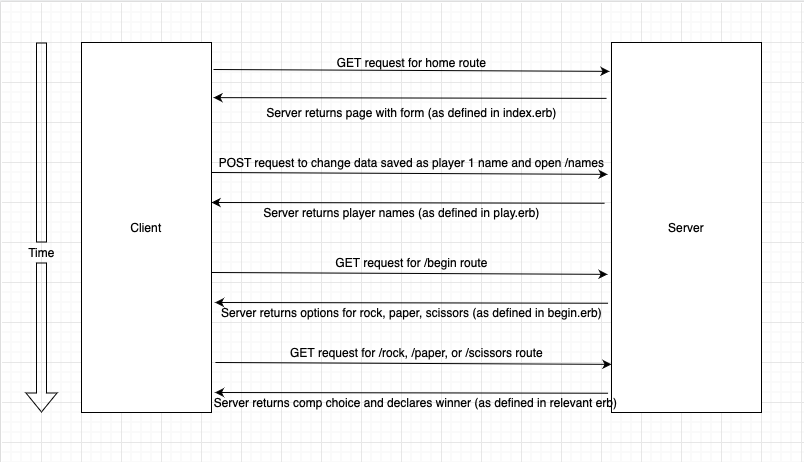 GET request for home route
Server returns page with form (as defined in index.erb)
POST request to change data saved as player 1 name and open /names
Server returns player names (as defined in play.erb)
Client
Server
Time
GET request for /begin route
Server returns options for rock, paper, scissors (as defined in begin.erb)
GET request for /rock, /paper, or /scissors route
Server returns comp choice and declares winner (as defined in relevant erb)